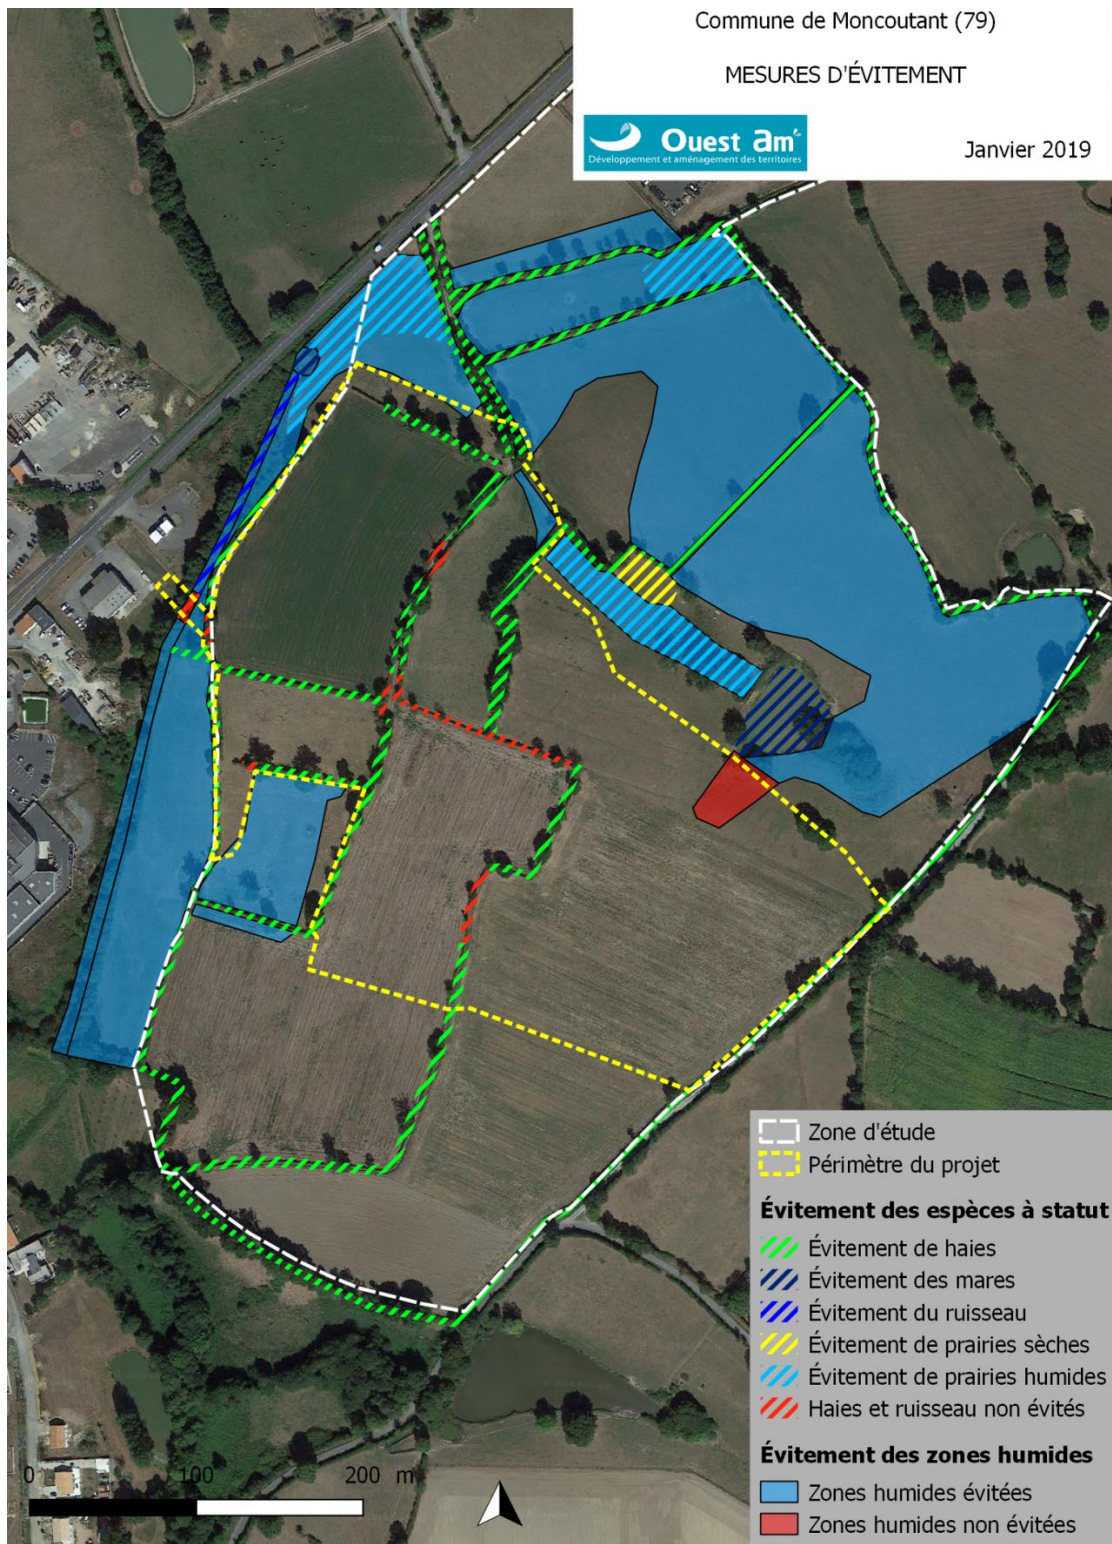 Commune de Moncoutant (79)
MESURES D'ÉVITEMENT
Ouest am'
Développement et aménagement des territoires
Janvier 2019
Zone d'étude
Périmètre du projet
Évitement des espèces à statut
Évitement de haies
Évitement des mares
Évitement du ruisseau
Évitement de prairies sèches
Évitement de prairies humides
Haies et ruisseau non évités
Évitement des zones humides
Zones humides évitées
Zones humides non évitées
0 100 200 m